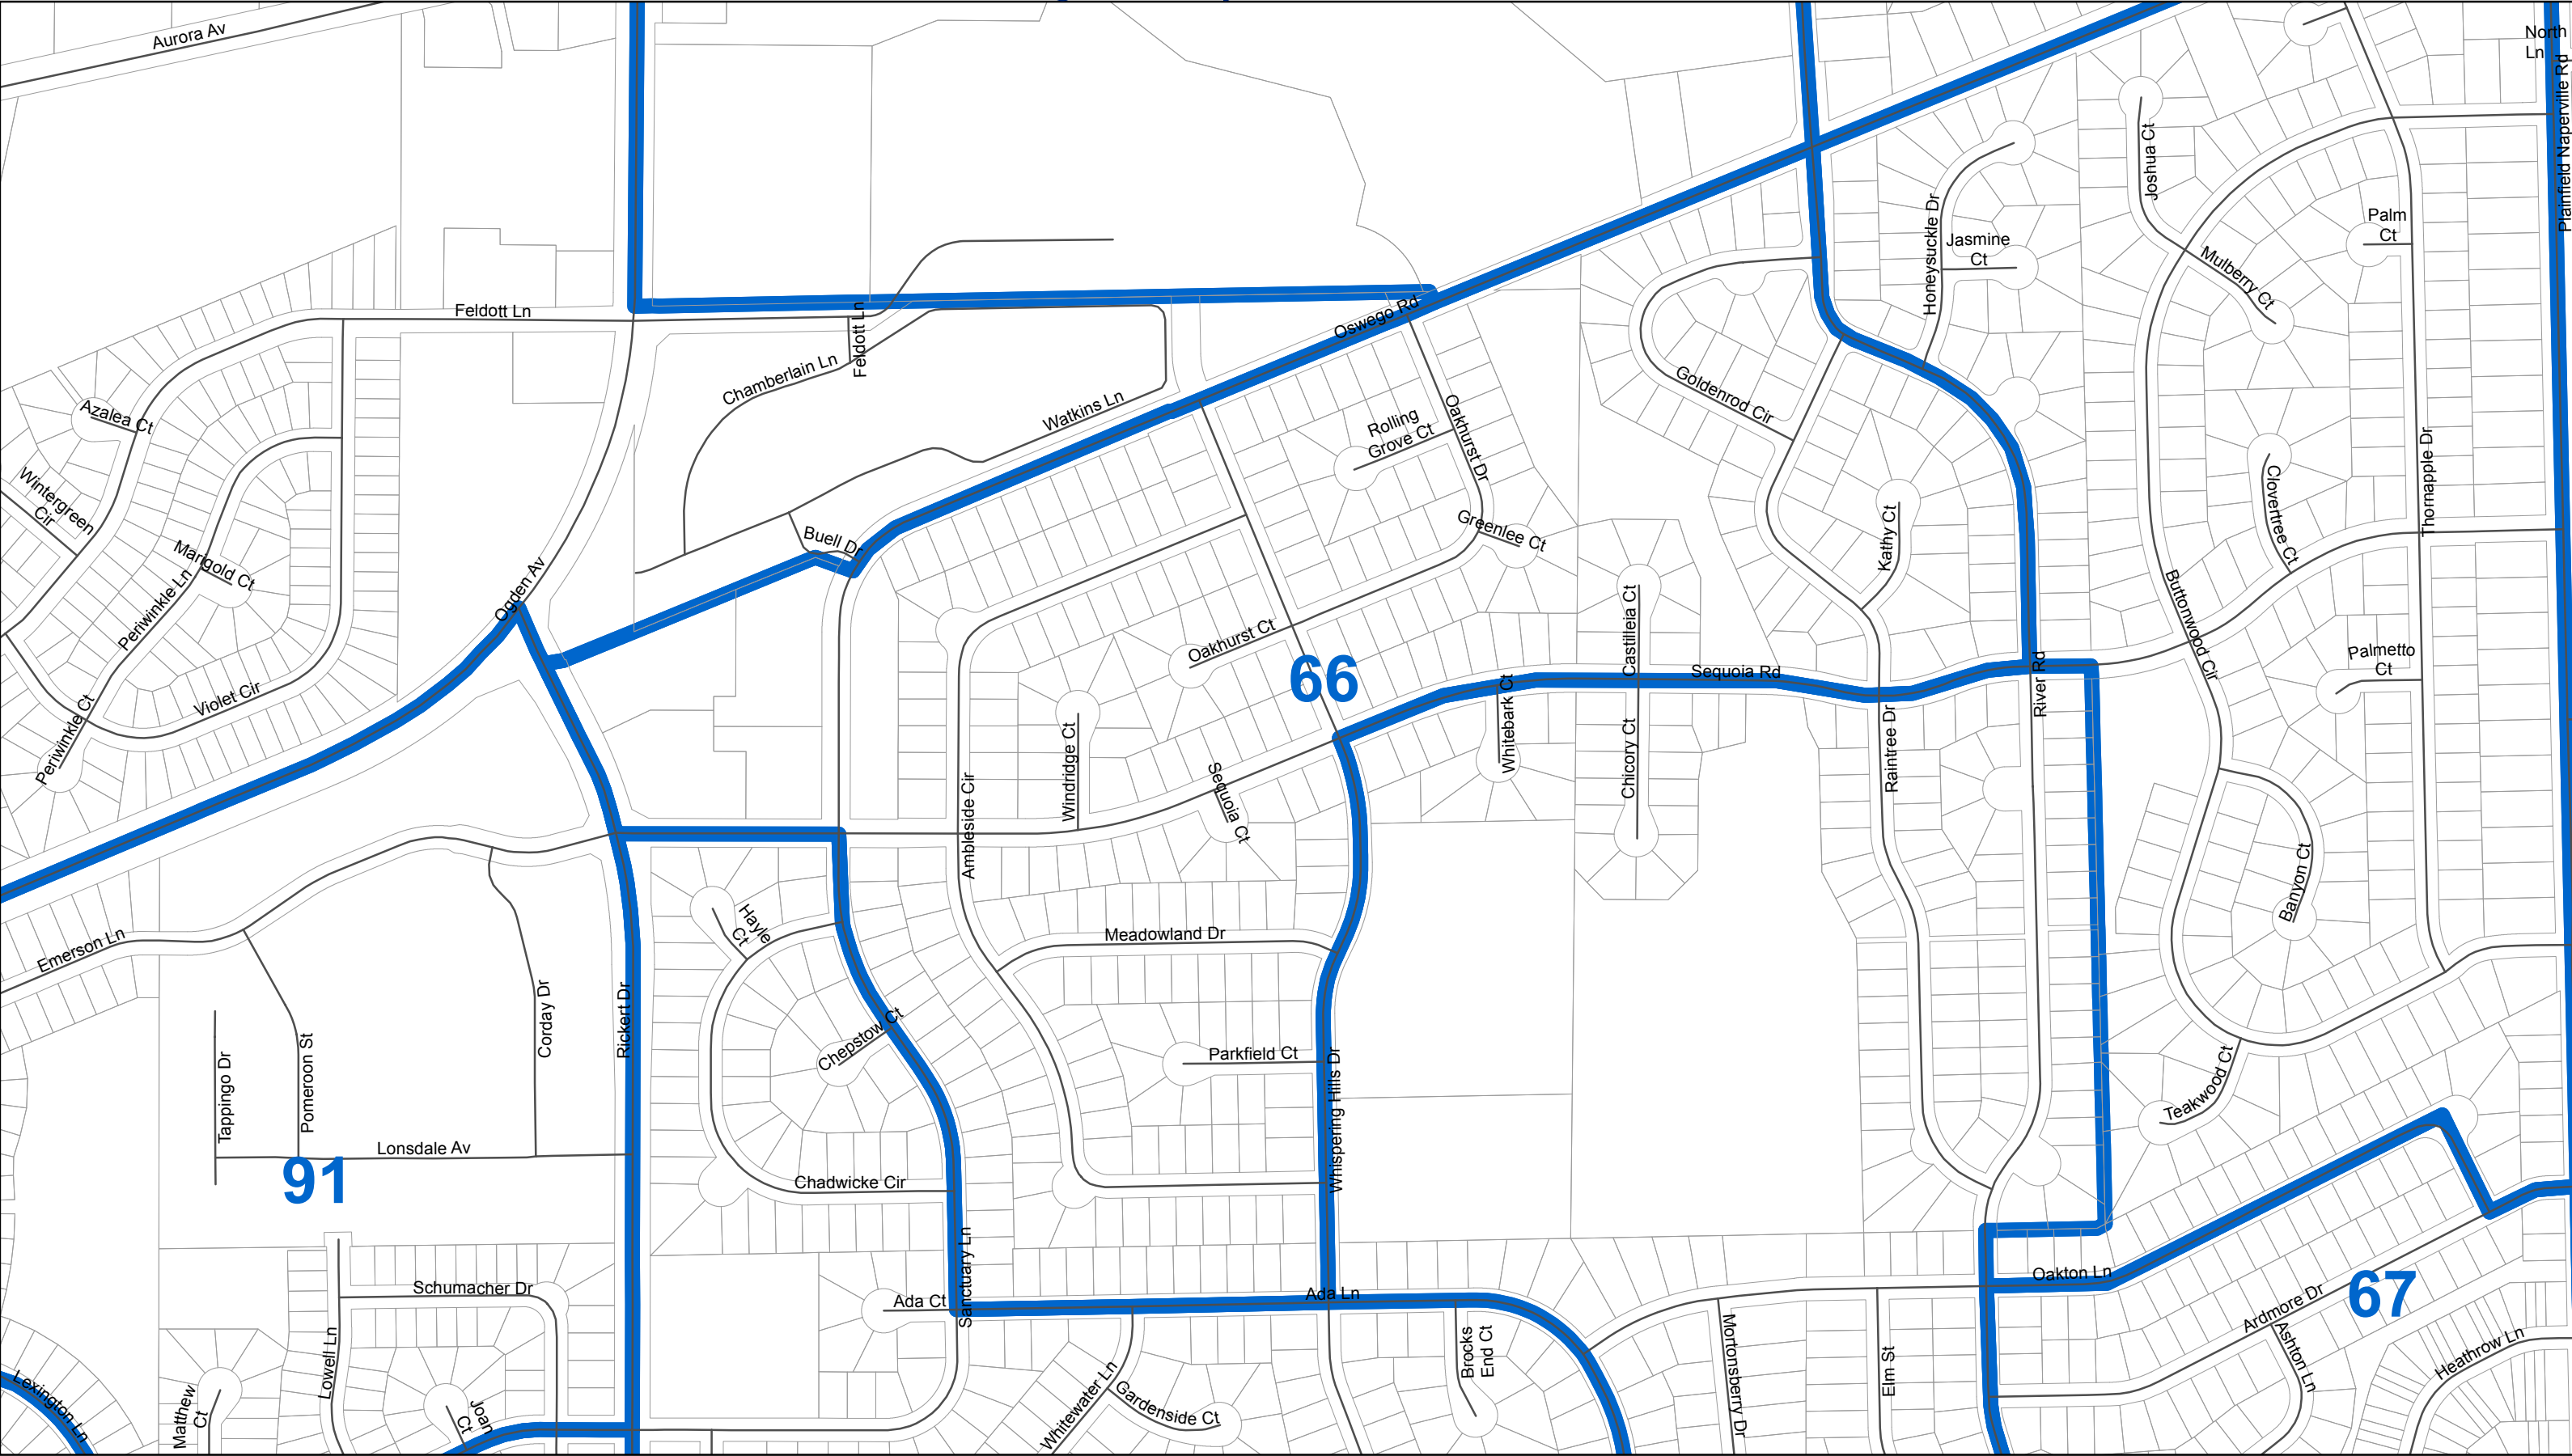 Aurora Av
North
Ln
Plainfield Naperville Rd
Joshua Ct
Palm
Ct
Honeysuckle Dr
Jasmine
Ct
Mulberry Ct
Feldott Ln
Feldott Ln
Oswego Rd
Chamberlain Ln
Watkins Ln
Goldenrod Cir
Azalea Ct
Rolling
Grove Ct
Oakhurst Dr
Thornapple Dr
Wintergreen
Cir
Clovertree Ct
Greenlee Ct
Kathy Ct
Buell Dr
Marigold Ct
Periwinkle Ln
Ogden Av
Oakhurst Ct
Castilleia Ct
Buttonwood Cir
66
Sequoia Rd
River Rd
Palmetto
Ct
Violet Cir
Periwinkle Ct
Windridge Ct
Whitebark Ct
Chicory Ct
Raintree Dr
Sequoia Ct
Ambleside Cir
Banyon Ct
Hayle
Ct
Meadowland Dr
Emerson Ln
Corday Dr
Rickert Dr
Chepstow Ct
Parkfield Ct
Whispering Hills Dr
Teakwood Ct
Tappingo Dr
Pomeroon St
Lonsdale Av
91
Chadwicke Cir
Sanctuary Ln
Schumacher Dr
Ada Ct
Ada Ln
Oakton Ln
67
Ardmore Dr
Ashton Ln
Heathrow Ln
Lowell Ln
Lexington Ln
Matthew
Ct
Joan
Ct
Whitewater Ln
Gardenside Ct
Brocks
End Ct
Mortonsberry Dr
Elm St